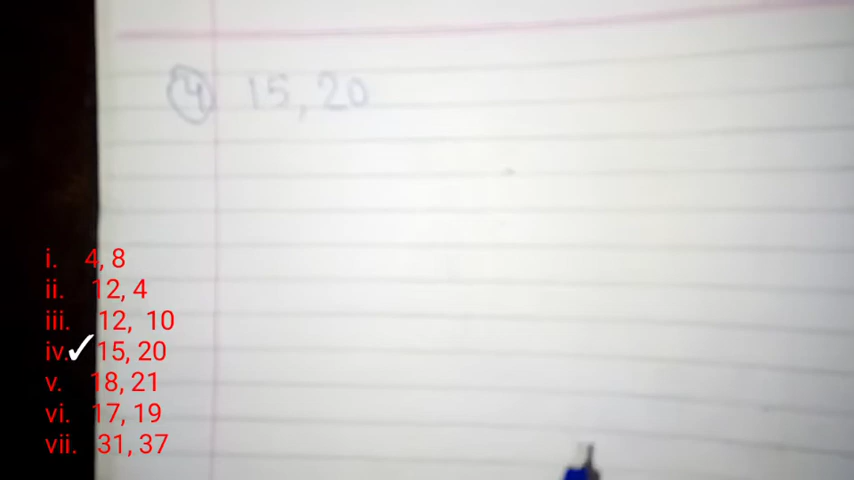 4 15, 20
i. 4, 8
ii. 12, 4
iii. 12, 10
iv. ✓ 15, 20
v. 18, 21
vi. 17, 19
vii. 31, 37